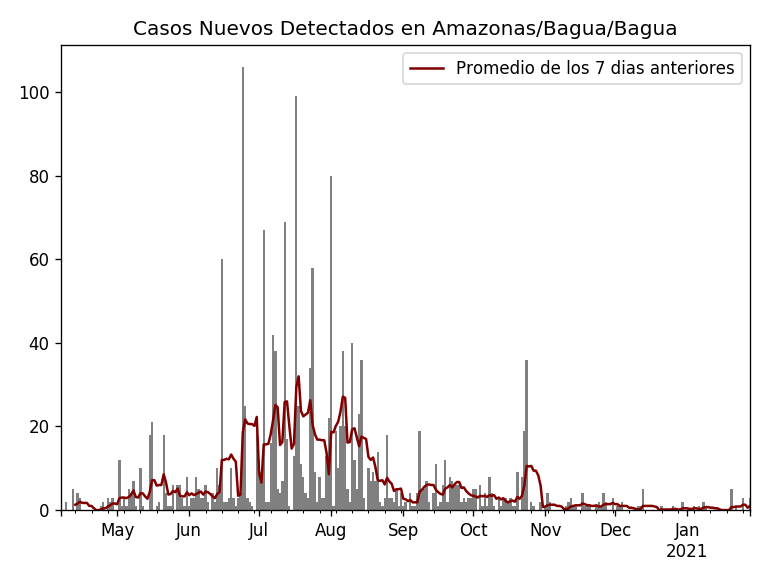 Casos Nuevos Detectados en Amazonas/Bagua/Bagua
Promedio de los 7 dias anteriores
100
80
60
40
20
0
May Jun Jul Aug Sep Oct Nov Dec Jan
2021